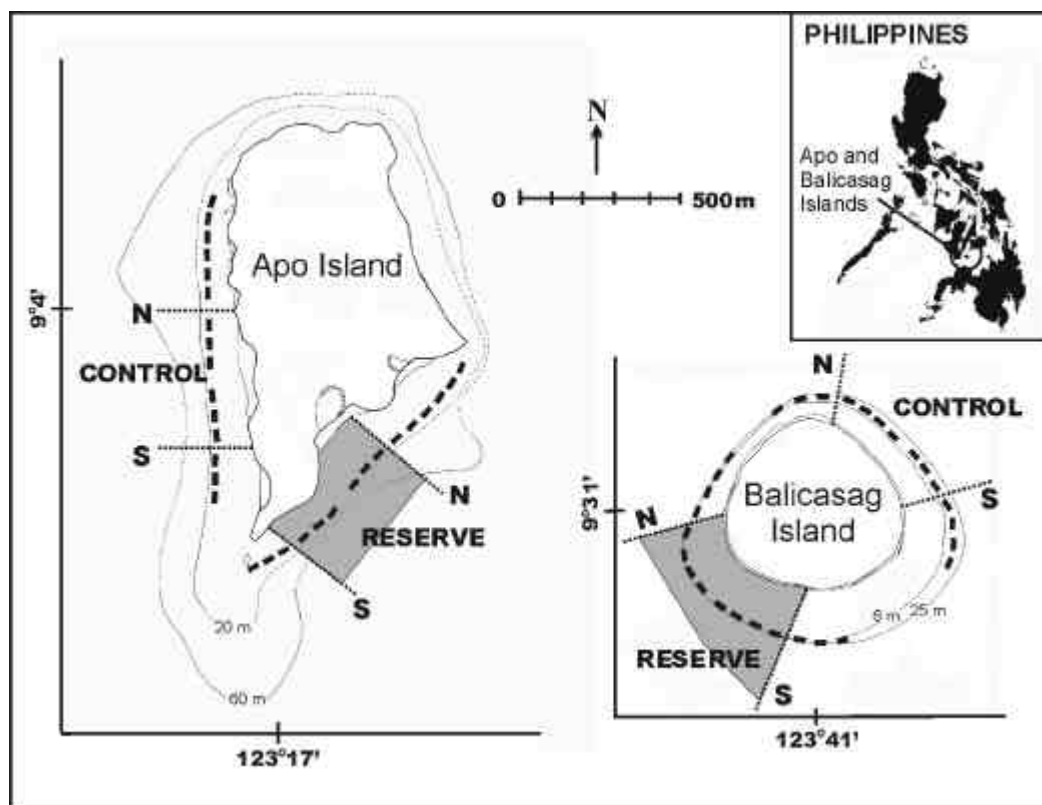 PHILIPPINES
Apo and
Balicasag
Islands
N
0 500m
Apo Island
9°4'
N
CONTROL
S
N
RESERVE
S
20 m
60 m
123°17'
N
CONTROL
S
9°31'
N
Balicasag
Island
6 m 25 m
RESERVE
S
123°41'